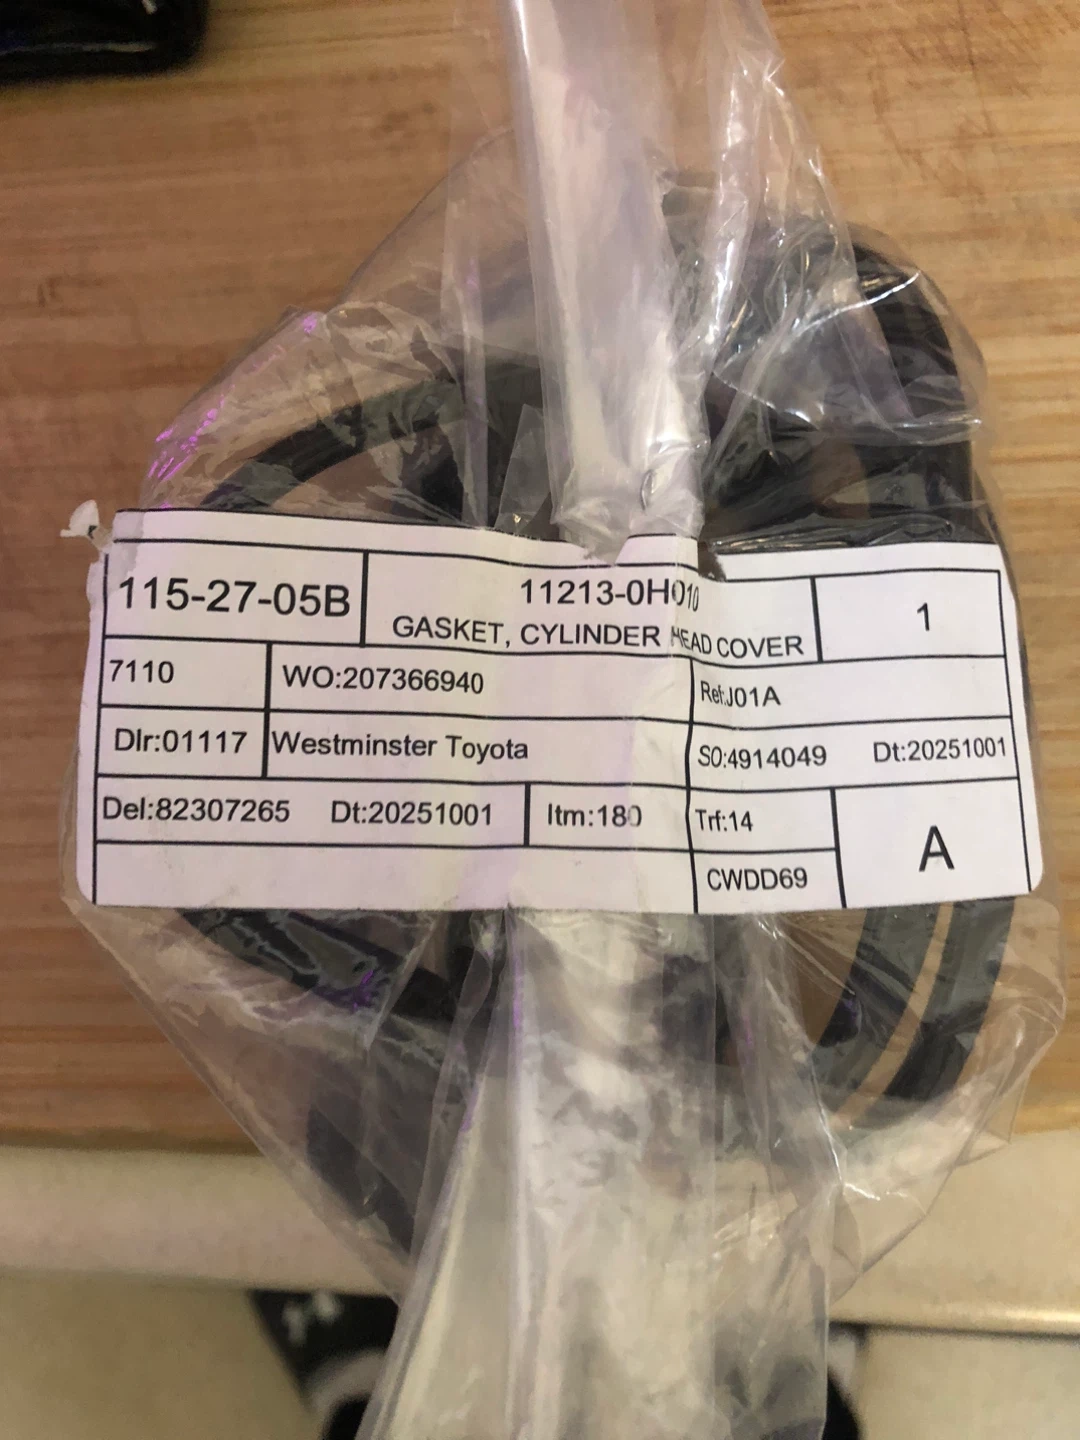 115-27-05B
11213-0H010
GASKET, CYLINDER HEAD COVER
1
7110
WO:207366940
Ref:J01A
Dlr:01117
Westminster Toyota
SO:4914049
Dt:20251001
Del:82307265
Dt:20251001
Itm:180
Trf:14
CWDD69
A